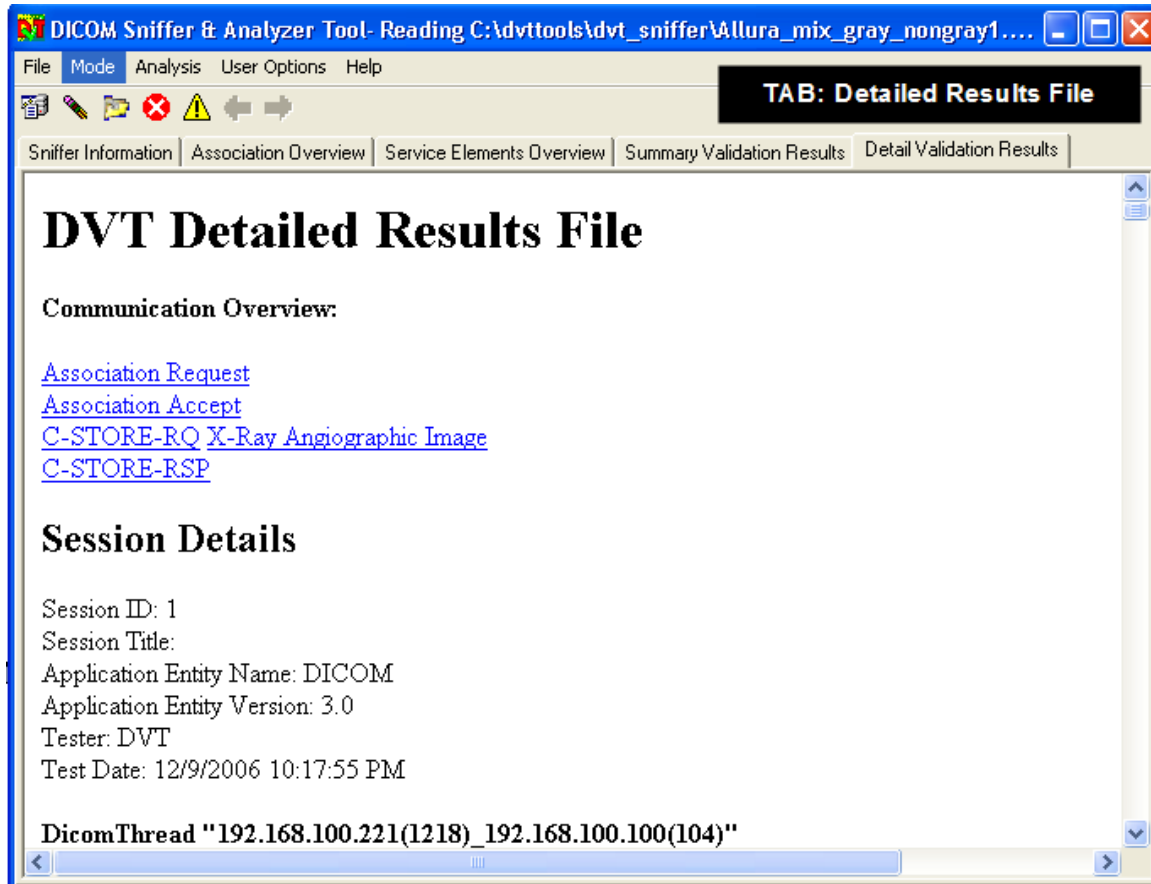 DICOM Sniffer & Analyzer Tool- Reading C:\dvttools\dvt_sniffer\Allura_mix_gray_nongray1....
File Mode Analysis User Options Help
TAB: Detailed Results File
Sniffer Information Association Overview Service Elements Overview Summary Validation Results Detail Validation Results
DVT Detailed Results File
Communication Overview:
Association Request
Association Accept
C-STORE-RQ X-Ray Angiographic Image
C-STORE-RSP
Session Details
Session ID: 1
Session Title:
Application Entity Name: DICOM
Application Entity Version: 3.0
Tester: DVT
Test Date: 12/9/2006 10:17:55 PM
DicomThread "192.168.100.221(1218)_192.168.100.100(104)"